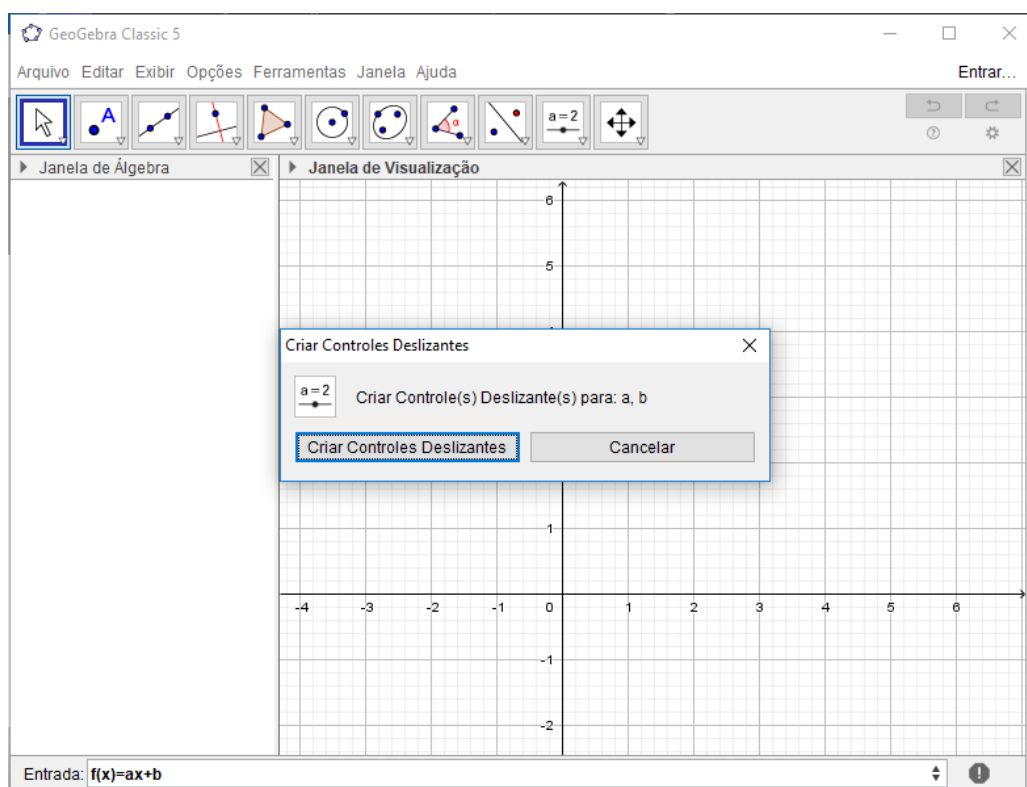 GeoGebra Classic 5
Arquivo Editar Exibir Opções Ferramentas Janela Ajuda
Entrar...
A
α
a=2
Janela de Álgebra
Janela de Visualização
6
5
Criar Controles Deslizantes
a=2
Criar Controle(s) Deslizante(s) para: a, b
Criar Controles Deslizantes
Cancelar
1
-4 -3 -2 -1 0 1 2 3 4 5 6
-1
-2
Entrada: f(x)=ax+b